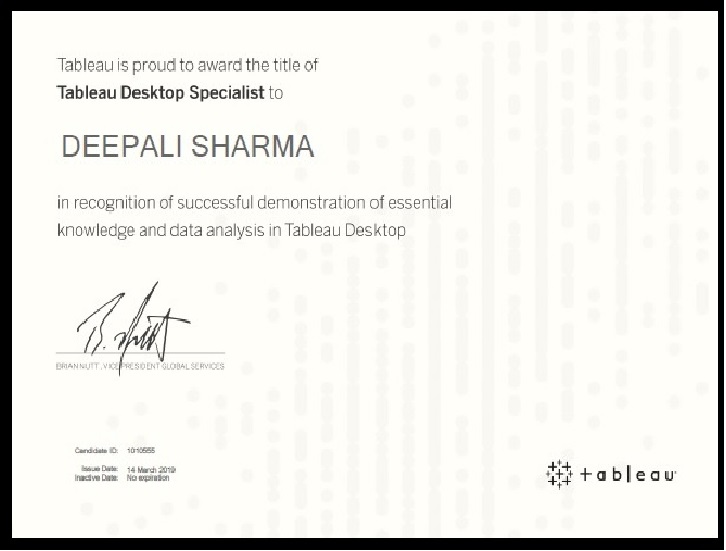 Tableau is proud to award the title of
Tableau Desktop Specialist to
DEEPALI SHARMA
in recognition of successful demonstration of essential
knowledge and data analysis in Tableau Desktop
BRIAN NUTT, VICE PRESIDENT GLOBAL SERVICES
Candidate ID: 1010555
Issue Date: 14 March 2019
Inactive Date: No expiration
+ableau